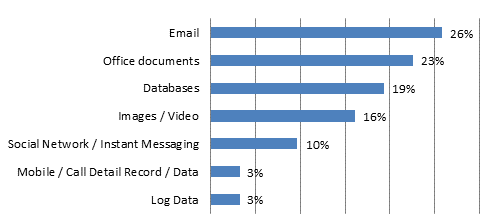 Email 26%
Office documents 23%
Databases 19%
Images / Video 16%
Social Network / Instant Messaging 10%
Mobile / Call Detail Record / Data 3%
Log Data 3%